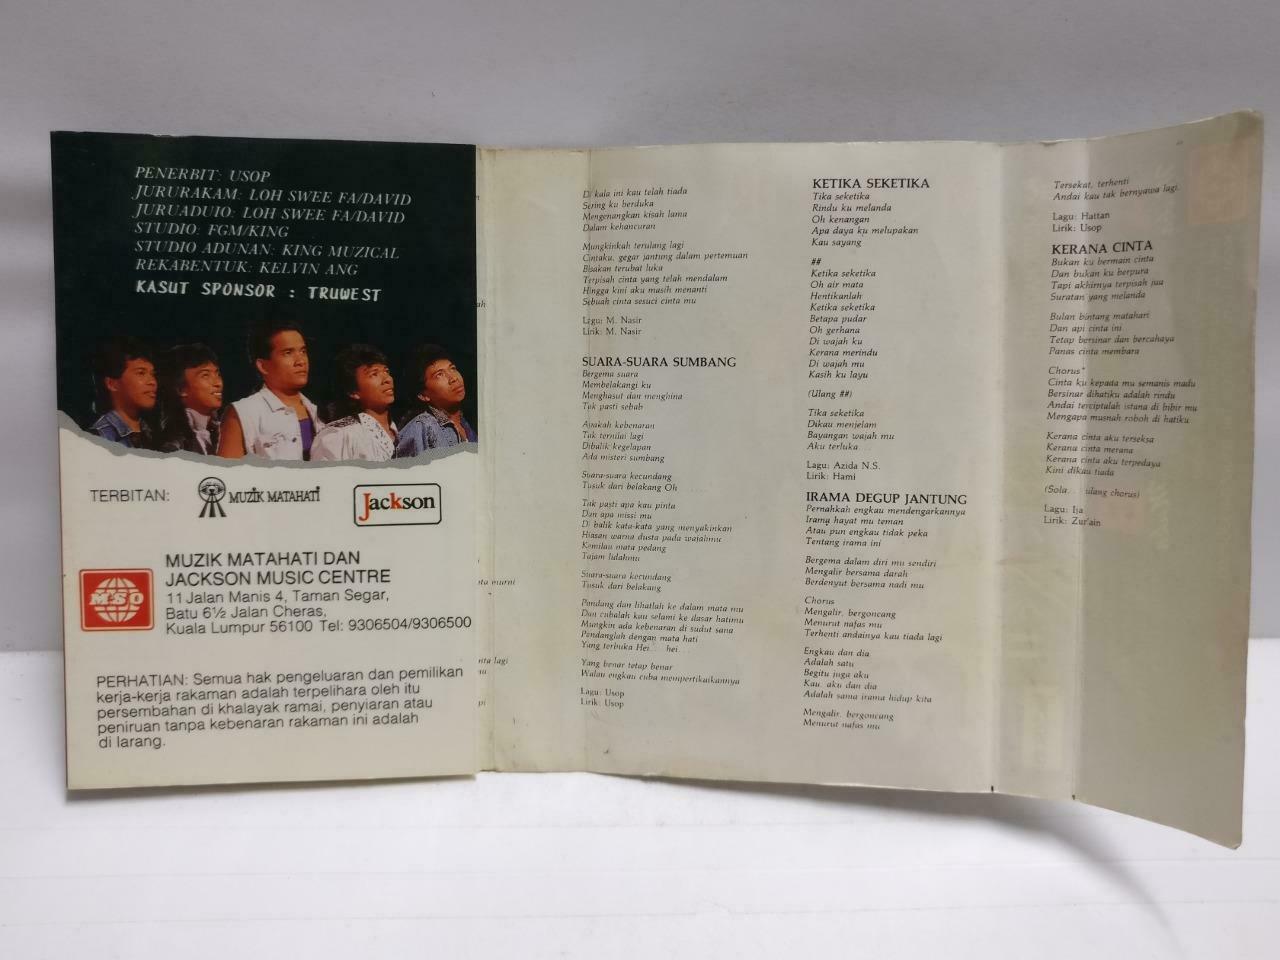 PENERBIT: USOP
JURURAKAM: LOH SWEE FA/DAVID
JURUADUIO: LOH SWEE FA/DAVID
STUDIO: FGM/KING
STUDIO ADUNAN: KING MUZICAL
REKABENTUK: KELVIN ANG
KASUT SPONSOR : TRUWEST
TERBITAN:
MUZIK MATAHATI
Jackson
MUZIK MATAHATI DAN
JACKSON MUSIC CENTRE
MSO
11 Jalan Manis 4, Taman Segar,
Batu 6½ Jalan Cheras,
Kuala Lumpur 56100 Tel: 9306504/9306500
PERHATIAN: Semua hak pengeluaran dan pemilikan
kerja-kerja rakaman adalah terpelihara oleh itu
persembahan di khalayak ramai, penyiaran atau
peniruan tanpa kebenaran rakaman ini adalah
di larang.
Di kala ini kau telah tiada
Sering ku berduka
Mengenangkan kisah lama
Dalam kehancuran
Mungkinkah terulang lagi
Cintaku, gegar jantung dalam pertemuan
Bisakan terubat luka
Terpisah cinta yang telah mendalam
Hingga kini aku masih menanti
Sebuah cinta sesuci cinta mu
Lagu: M. Nasir
Lirik: M. Nasir
SUARA-SUARA SUMBANG
Bergema suara
Membelakangi ku
Menghasut dan menghina
Tak pasti sebab
Apakah kebenaran
Tak ternilai lagi
Dibalik kegelapan
Ada misteri sumbang
Suara-suara kecundang
Tusuk dari belakang Oh . . . .
Tak pasti apa kau pinta
Dan apa missi mu
Di balik kata-kata yang menyakinkan
Hiasan warna dusta pada wajahmu
Kemilau mata pedang
Tajam lidahmu
Suara-suara kecundang
Tusuk dari belakang
Pandang dan lihatlah ke dalam mata mu
Dan cubalah kau selami ke dasar hatimu
Mungkin ada kebenaran di sudut sana
Pandanglah dengan mata hati
Yang terbuka Hei. . . hei. . .
Yang benar tetap benar
Walau engkau cuba mempertikaikannya
Lagu: Usop
Lirik: Usop
KETIKA SEKETIKA
Tika seketika
Rindu ku melanda
Oh kenangan
Apa daya ku melupakan
Kau sayang
##
Ketika seketika
Oh air mata
Hentikanlah
Ketika seketika
Betapa pudar
Oh gerhana
Di wajah ku
Kerana merindu
Di wajah mu
Kasih ku layu
(Ulang ##)
Tika seketika
Dikau menjelam
Bayangan wajah mu
Aku terluka. . .
Lagu: Azida N.S.
Lirik: Hami
IRAMA DEGUP JANTUNG
Pernahkah engkau mendengarkannya
Irama hayat mu teman
Atau pun engkau tidak peka
Tentang irama ini
Bergema dalam diri mu sendiri
Mengalir bersama darah
Berdenyut bersama nadi mu
Chorus
Mengalir, bergoncang
Menurut nafas mu
Terhenti andainya kau tiada lagi
Engkau dan dia
Adalah satu
Begitu juga aku
Kau, aku dan dia
Adalah sama irama hidup kita
Mengalir, bergoncang
Menurut nafas mu
Tersekat, terhenti
Andai kau tak bernyawa lagi.
Lagu: Hattan
Lirik: Usop
KERANA CINTA
Bukan ku bermain cinta
Dan bukan ku berpura
Tapi akhirnya terpisah jua
Suratan yang melanda
Bulan bintang matahari
Dan api cinta ini
Tetap bersinar dan bercahaya
Panas cinta membara
Chorus*
Cinta ku kepada mu semanis madu
Bersinar dihatiku adalah rindu
Andai terciptalah istana di bibir mu
Mengapa musnah roboh di hatiku
Kerana cinta aku terseksa
Kerana cinta merana
Kerana cinta aku terpedaya
Kini dikau tiada
(Solo. . . ulang chorus)
Lagu: Ija
Lirik: Zur'ain